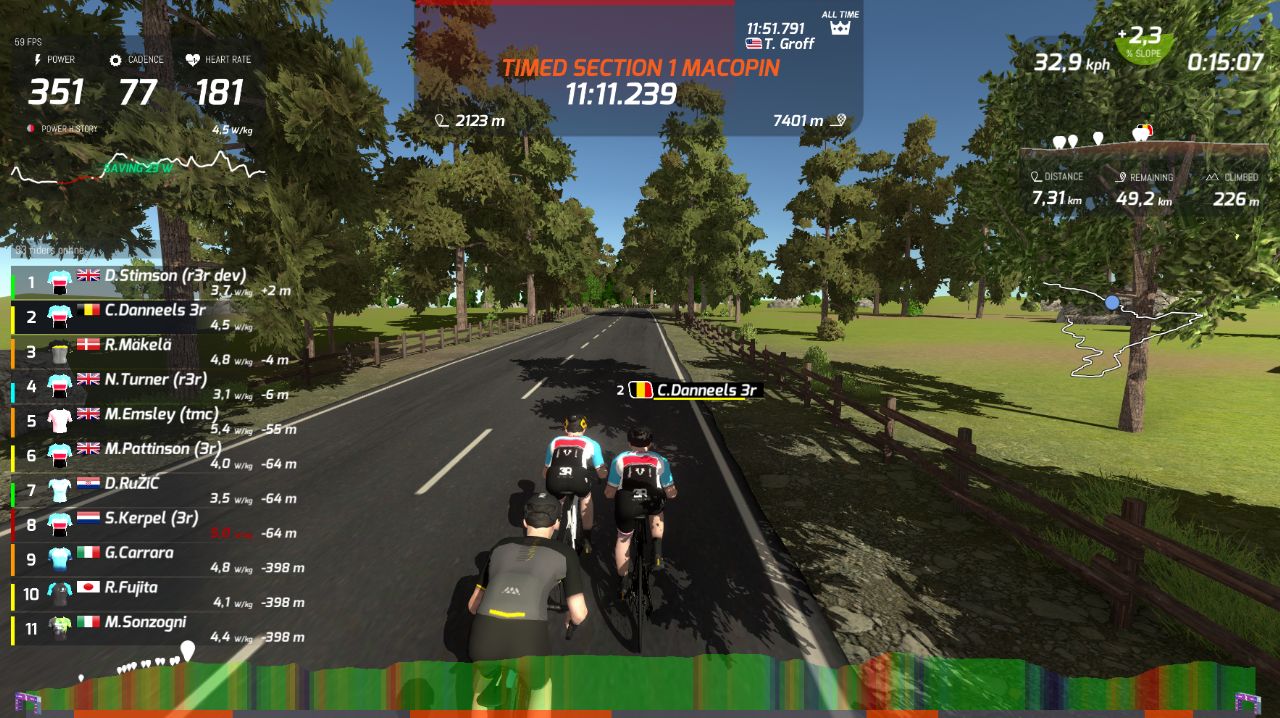 59 FPS
POWER CADENCE HEART RATE
351 77 181
POWER HISTORY 4,5 W/kg
SAVING 23 W
ALL TIME
11:51.791
T. Groff
TIMED SECTION 1 MACOPIN
11:11.239
2123 m 7401 m
+2,3
% SLOPE
32,9 kph 0:15:07
DISTANCE REMAINING CLIMBED
7,31 km 49,2 km 226 m
83 riders online
1 D.Stimson (r3r dev)
3,7 W/kg +2 m
2 C.Danneels 3r
4,5 W/kg
3 R.Mäkelä
4,8 W/kg -4 m
4 N.Turner (r3r)
3,1 W/kg -6 m
5 M.Emsley (tmc)
5,4 W/kg -55 m
6 M.Pattinson (3r)
4,0 W/kg -64 m
7 D.RuŽiĆ
3,5 W/kg -64 m
8 S.Kerpel (3r)
W/kg -64 m
9 G.Carrara
4,8 W/kg -398 m
10 R.Fujita
4,1 W/kg -398 m
11 M.Sonzogni
4,4 W/kg -398 m
2 C.Danneels 3r
3R
3R